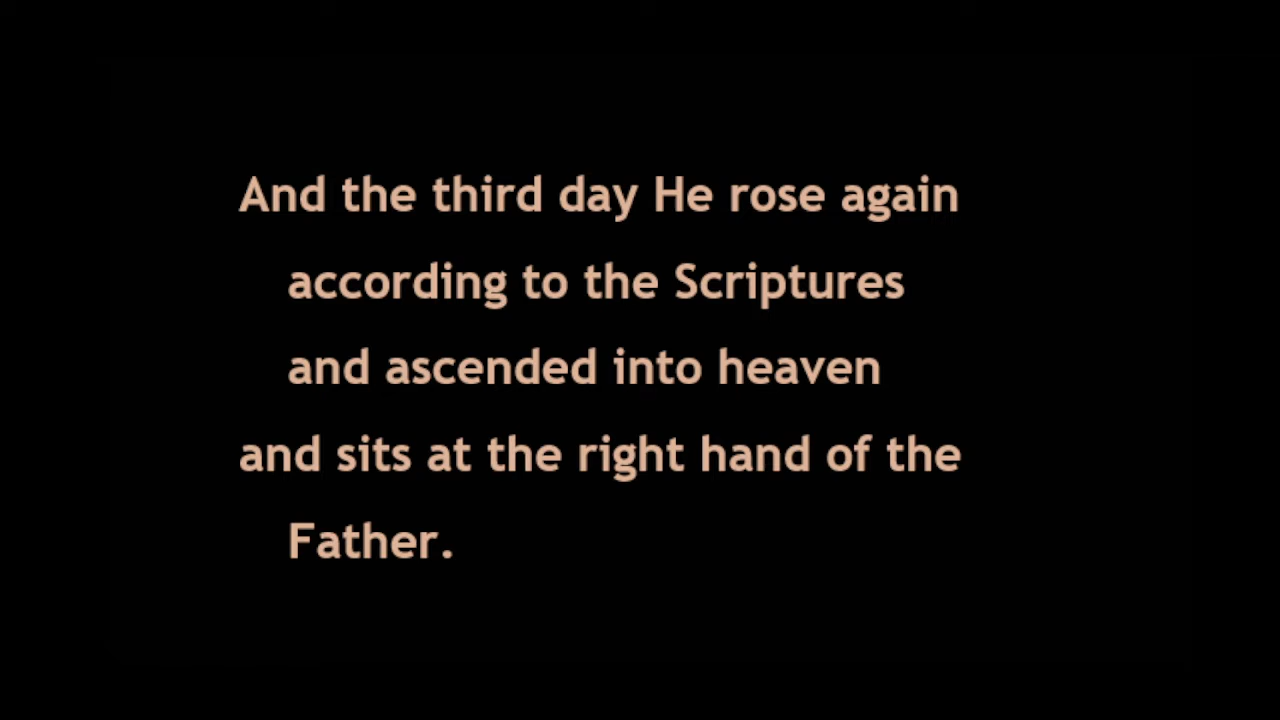 And the third day He rose again
according to the Scriptures
and ascended into heaven
and sits at the right hand of the
Father.